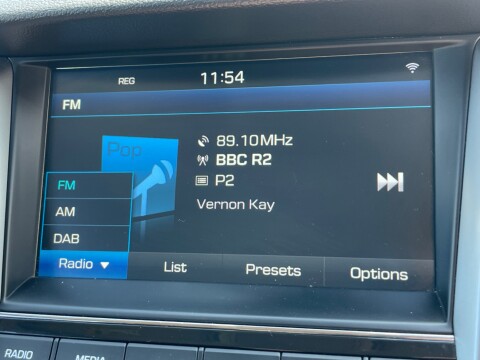 REG 11:54
FM
Pop
89.10MHz
BBC R2
P2
Vernon Kay
FM
AM
DAB
Radio ▼ List Presets Options
RADIO MEDIA